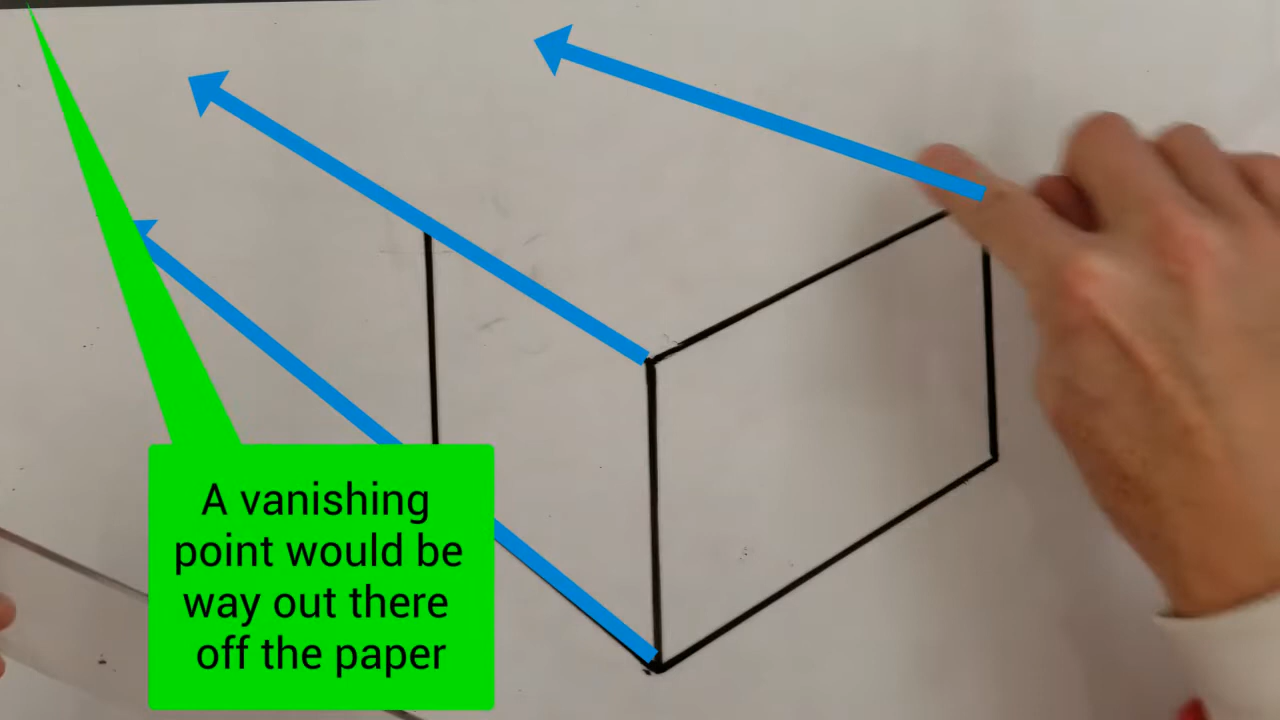 A vanishing
point would be
way out there
off the paper